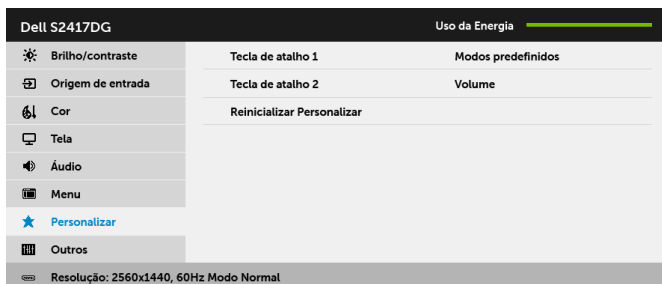 Dell S2417DG Uso da Energia
Brilho/contraste Tecla de atalho 1 Modos predefinidos
Origem de entrada Tecla de atalho 2 Volume
Cor Reinicializar Personalizar
Tela
Áudio
Menu
Personalizar
Outros
Resolução: 2560x1440, 60Hz Modo Normal